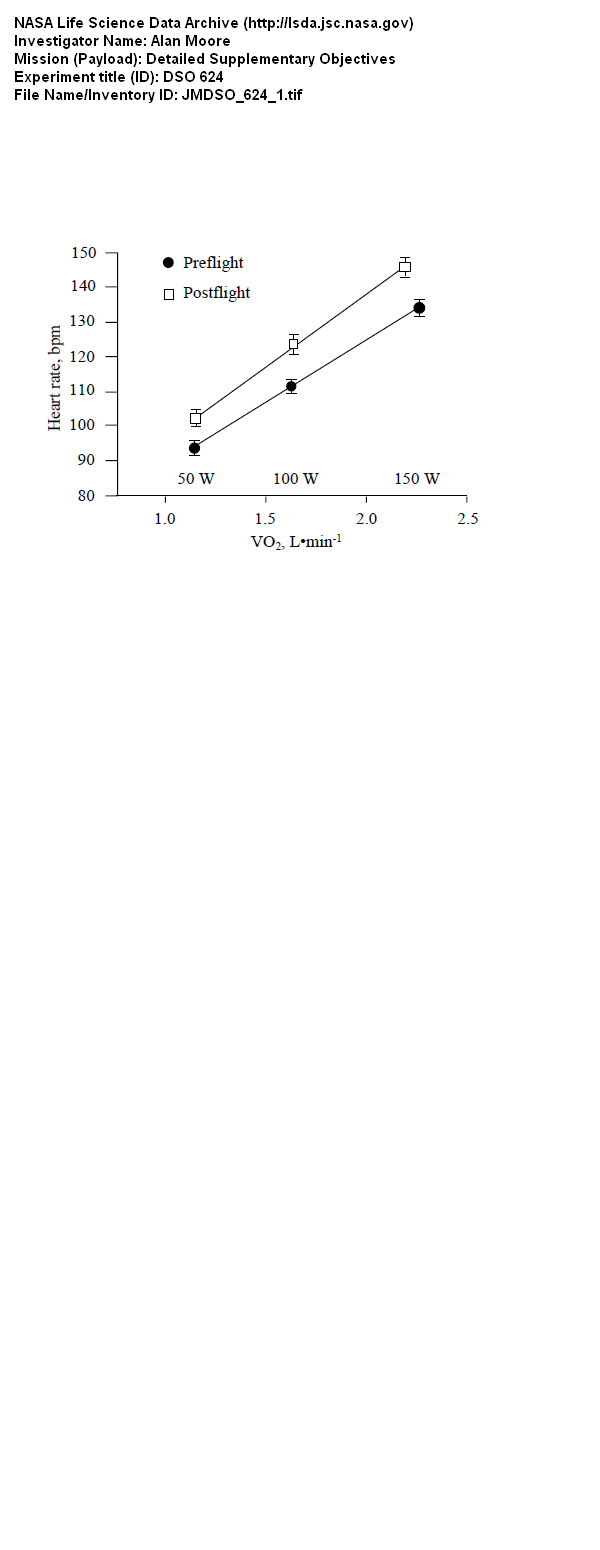 NASA Life Science Data Archive (http://lsda.jsc.nasa.gov)
Investigator Name: Alan Moore
Mission (Payload): Detailed Supplementary Objectives
Experiment title (ID): DSO 624
File Name/Inventory ID: JMDSO_624_1.tif
150
140
130
120
110
100
90
80
Heart rate, bpm
Preflight
Postflight
50 W 100 W 150 W
1.0 1.5 2.0 2.5
VO₂, L•min⁻¹